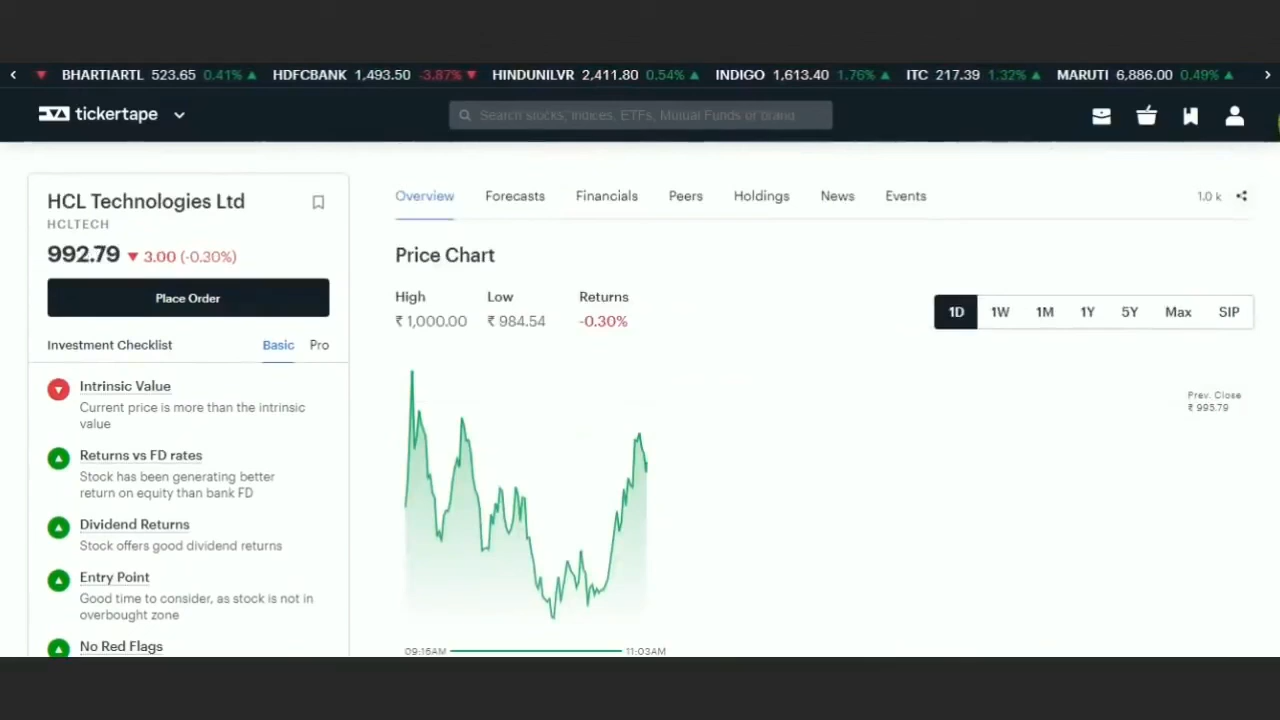 BHARTIARTL 523.65 0.41% HDFCBANK 1,493.50 -3.87% HINDUNILVR 2,411.80 0.54% INDIGO 1,613.40 1.76% ITC 217.39 1.32% MARUTI 6,886.00 0.49%
tickertape
Search stocks, indices, ETFs, Mutual Funds or brand
HCL Technologies Ltd
HCLTECH
992.79 3.00 (-0.30%)
Place Order
Investment Checklist Basic Pro
Intrinsic Value
Current price is more than the intrinsic
value
Returns vs FD rates
Stock has been generating better
return on equity than bank FD
Dividend Returns
Stock offers good dividend returns
Entry Point
Good time to consider, as stock is not in
overbought zone
No Red Flags
Overview Forecasts Financials Peers Holdings News Events 1.0 k
Price Chart
High Low Returns
₹ 1,000.00 ₹ 984.54 -0.30%
1D 1W 1M 1Y 5Y Max SIP
Prev. Close
₹ 995.79
09:16AM 11:03AM